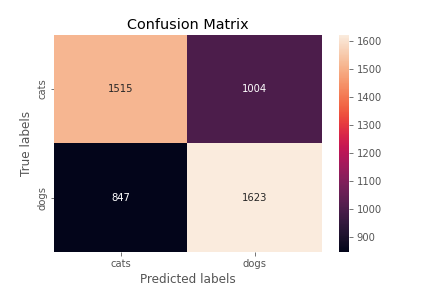 Confusion Matrix
True labels
cats
dogs
1515 1004
847 1623
cats dogs
Predicted labels
1600
1500
1400
1300
1200
1100
1000
900